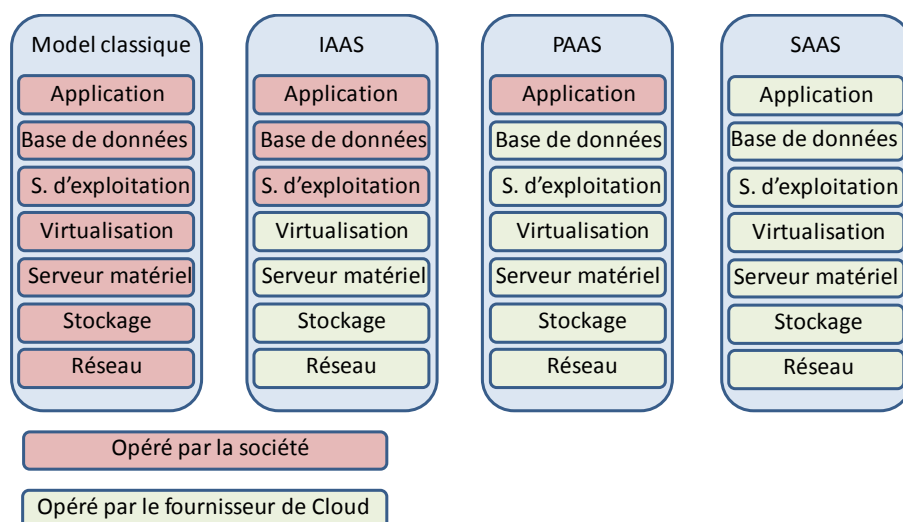 Model classique
Application
Base de données
S. d'exploitation
Virtualisation
Serveur matériel
Stockage
Réseau
IAAS
Application
Base de données
S. d'exploitation
Virtualisation
Serveur matériel
Stockage
Réseau
PAAS
Application
Base de données
S. d'exploitation
Virtualisation
Serveur matériel
Stockage
Réseau
SAAS
Application
Base de données
S. d'exploitation
Virtualisation
Serveur matériel
Stockage
Réseau
Opéré par la société
Opéré par le fournisseur de Cloud